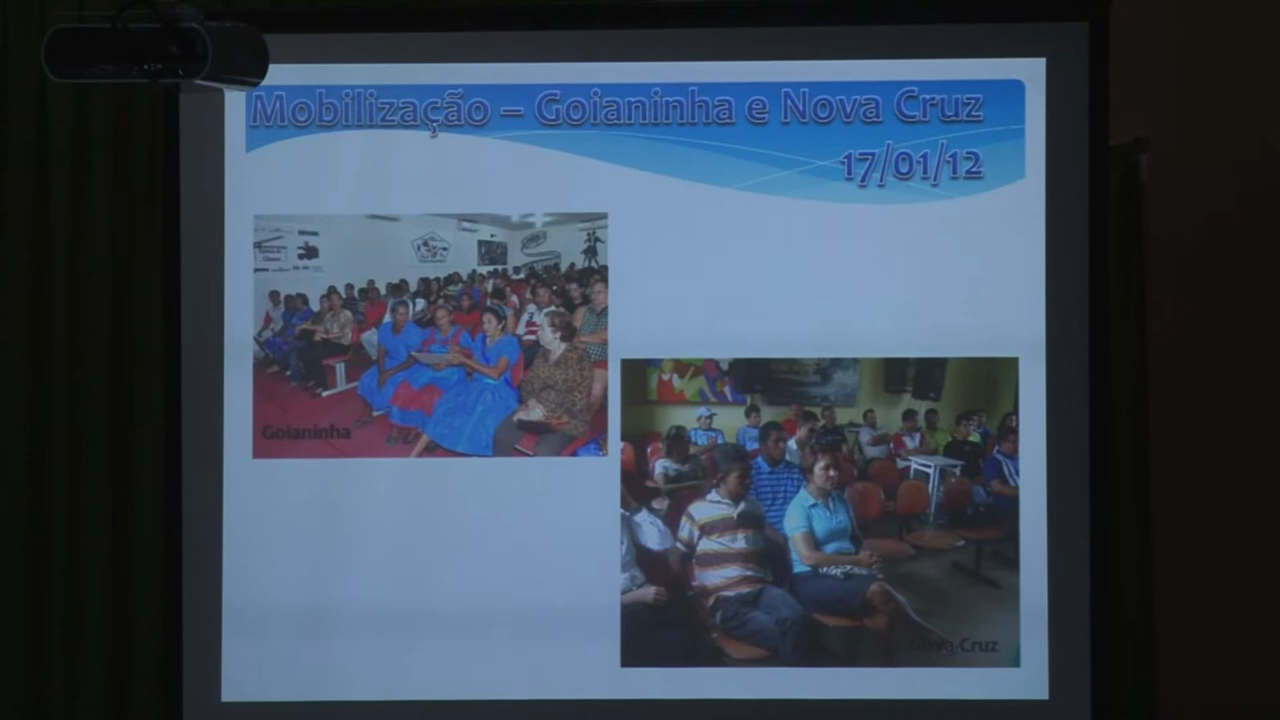 Mobilização – Goianinha e Nova Cruz
17/01/12
Goianinha
Nova Cruz